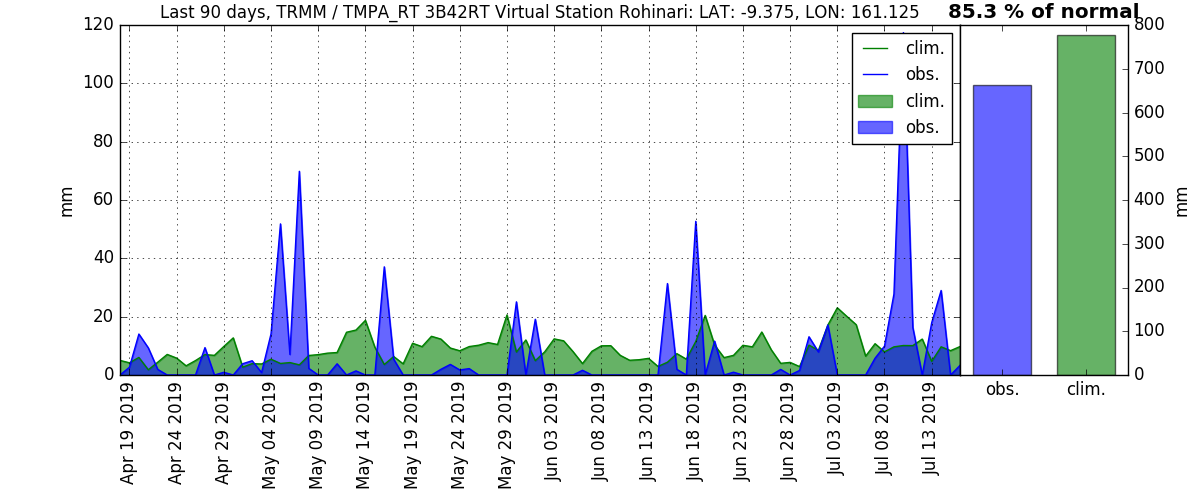 Last 90 days, TRMM / TMPA_RT 3B42RT Virtual Station Rohinari: LAT: -9.375, LON: 161.125
85.3 % of normal
120
100
80
60
40
20
0
mm
clim.
obs.
clim.
obs.
800
700
600
500
400
300
200
100
0
mm
obs.
clim.
Apr 19 2019
Apr 24 2019
Apr 29 2019
May 04 2019
May 09 2019
May 14 2019
May 19 2019
May 24 2019
May 29 2019
Jun 03 2019
Jun 08 2019
Jun 13 2019
Jun 18 2019
Jun 23 2019
Jun 28 2019
Jul 03 2019
Jul 08 2019
Jul 13 2019